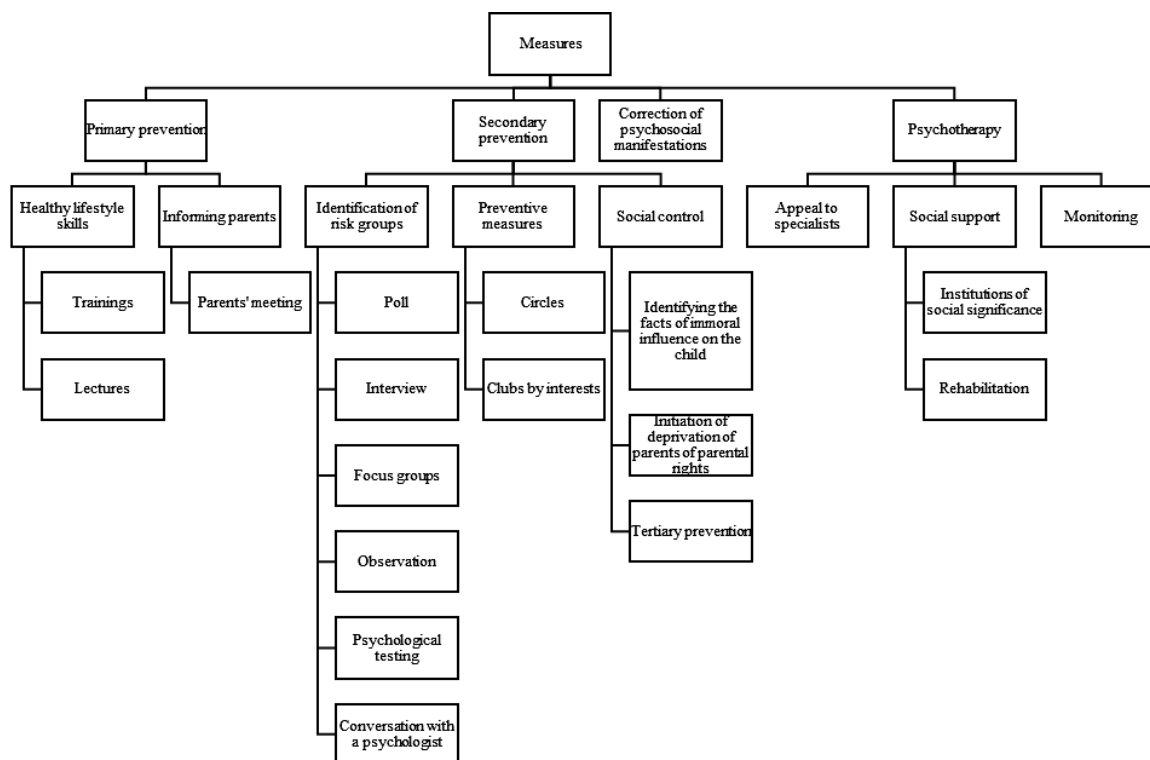 Measures
Primary prevention
Secondary
prevention
Correction of
psychosocial
manifestations
Psychotherapy
Healthy lifestyle
skills
Informing parents
Identification of
risk groups
Preventive
measures
Social control
Appeal to
specialists
Social support
Monitoring
Trainings
Lectures
Parents' meeting
Poll
Interview
Focus groups
Observation
Psychological
testing
Conversation with
a psychologist
Circles
Clubs by interests
Identifying the
facts of immoral
influence on the
child
Initiation of
deprivation of
parents of parental
rights
Tertiary prevention
Institutions of
social significance
Rehabilitation